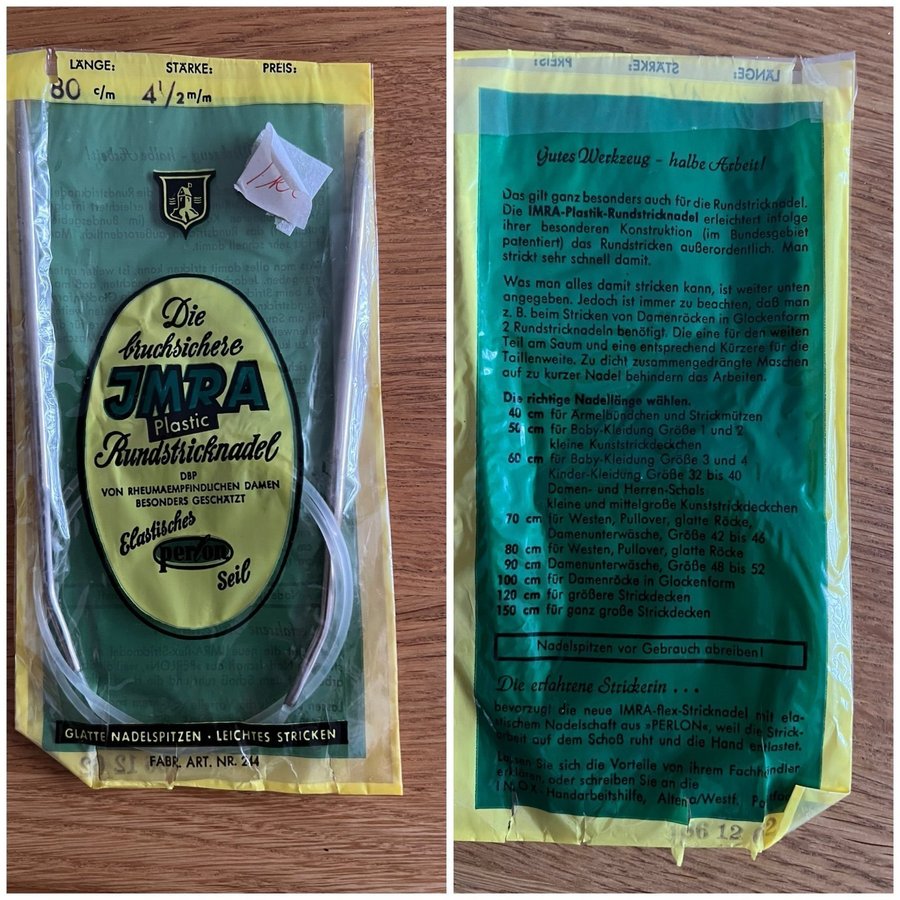 LÄNGE: STÄRKE: PREIS:
80 c/m 4 1/2 m/m
Die
bruchsichere
IMRA
Plastic
Rundstricknadel
DBP
VON RHEUMAEMPFINDLICHEN DAMEN
BESONDERS GESCHÄTZT
Elastisches
perlon
Seil
GLATTE NADELSPITZEN · LEICHTES STRICKEN
FABR. ART. NR. 214
LÄNGE: STÄRKE: PREIS:
Gutes Werkzeug – halbe Arbeit!
Das gilt ganz besonders auch für die Rundstricknadel.
Die IMRA-Plastik-Rundstricknadel erleichtert infolge
ihrer besonderen Konstruktion (im Bundesgebiet
patentiert) das Rundstricken außerordentlich. Man
strickt sehr schnell damit.
Was man alles damit stricken kann, ist weiter unten
angegeben. Jedoch ist immer zu beachten, daß man
z. B. beim Stricken von Damenröcken in Glockenform
2 Rundstricknadeln benötigt. Die eine für den weiten
Teil am Saum und eine entsprechend Kürzere für die
Taillenweite. Zu dicht zusammengedrängte Maschen
auf zu kurzer Nadel behindern das Arbeiten.
Die richtige Nadellänge wählen.
40 cm für Ärmelbündchen und Strickmützen
50 cm für Baby-Kleidung Größe 1 und 2
kleine Kunststrickdeckchen
60 cm für Baby-Kleidung Größe 3 und 4
Kinder-Kleidung Größe 32 bis 40
Damen- und Herren-Schals
kleine und mittelgroße Kunststrickdeckchen
70 cm für Westen, Pullover, glatte Röcke,
Damenunterwäsche, Größe 42 bis 46
80 cm für Westen, Pullover, glatte Röcke
90 cm Damenunterwäsche, Größe 48 bis 52
100 cm für Damenröcke in Glockenform
120 cm für größere Strickdecken
150 cm für ganz große Strickdecken
Nadelspitzen vor Gebrauch abreiben!
Die erfahrene Strickerin . . .
bevorzugt die neue IMRA-flex-Stricknadel mit ela-
stischem Nadelschaft aus »PERLON«, weil die Strick-
arbeit auf dem Schoß ruht und die Hand entlastet.
Lassen Sie sich die Vorteile von ihrem Fachhändler
erklären, oder schreiben Sie an die
INOX-Handarbeitshilfe, Altena/Westf.